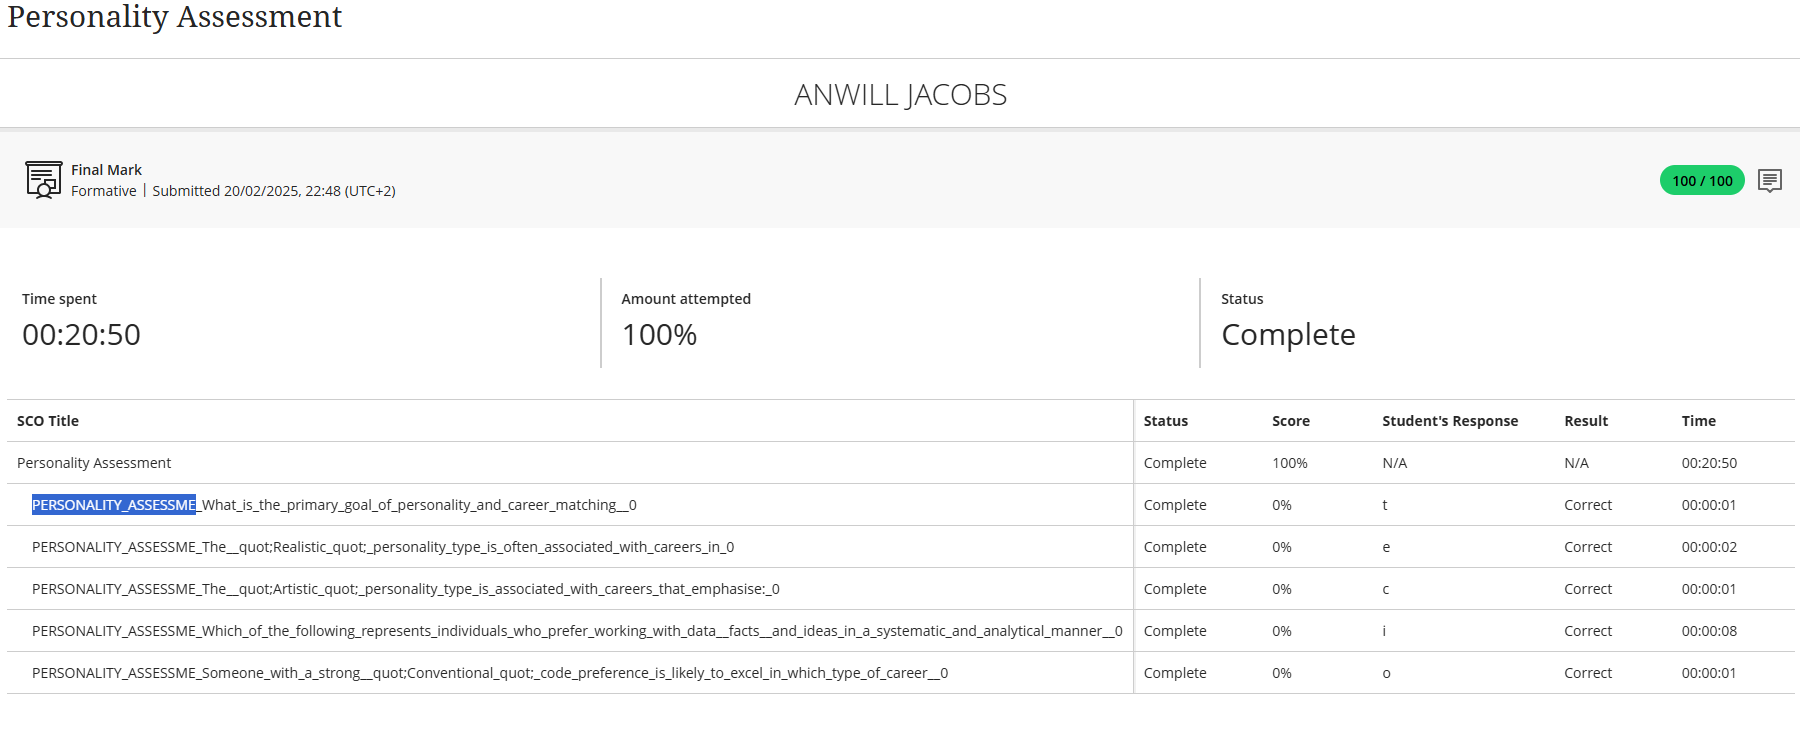 Personality Assessment
ANWILL JACOBS
Final Mark
Formative | Submitted 20/02/2025, 22:48 (UTC+2)
100 / 100
Time spent
00:20:50
Amount attempted
100%
Status
Complete
SCO Title Status Score Student's Response Result Time
Personality Assessment Complete 100% N/A N/A 00:20:50
PERSONALITY_ASSESSME_What_is_the_primary_goal_of_personality_and_career_matching__0 Complete 0% t Correct 00:00:01
PERSONALITY_ASSESSME_The__quot;Realistic_quot;_personality_type_is_often_associated_with_careers_in_0 Complete 0% e Correct 00:00:02
PERSONALITY_ASSESSME_The__quot;Artistic_quot;_personality_type_is_associated_with_careers_that_emphasise:_0 Complete 0% c Correct 00:00:01
PERSONALITY_ASSESSME_Which_of_the_following_represents_individuals_who_prefer_working_with_data__facts__and_ideas_in_a_systematic_and_analytical_manner__0 Complete 0% i Correct 00:00:08
PERSONALITY_ASSESSME_Someone_with_a_strong__quot;Conventional_quot;_code_preference_is_likely_to_excel_in_which_type_of_career__0 Complete 0% o Correct 00:00:01